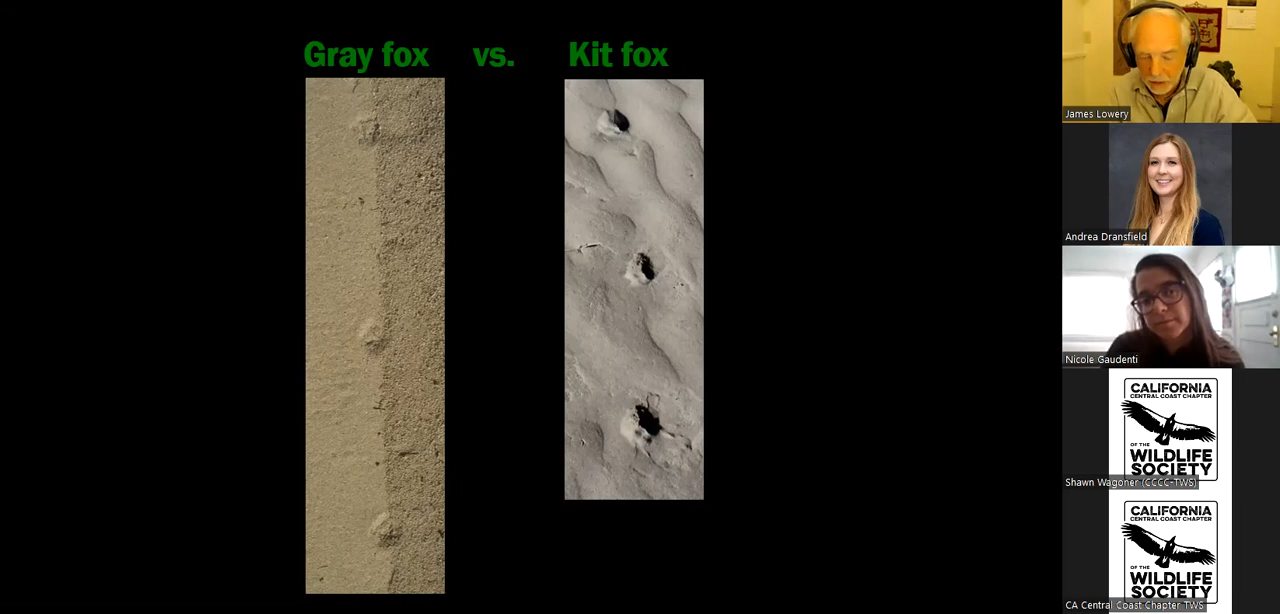 Gray fox vs. Kit fox
James Lowery
Andrea Dransfield
Nicole Gaudenti
CALIFORNIA
CENTRAL COAST CHAPTER
OF THE
WILDLIFE
SOCIETY
Shawn Wagoner (CCCC-TWS)
CALIFORNIA
CENTRAL COAST CHAPTER
OF THE
WILDLIFE
SOCIETY
CA Central Coast Chapter TWS